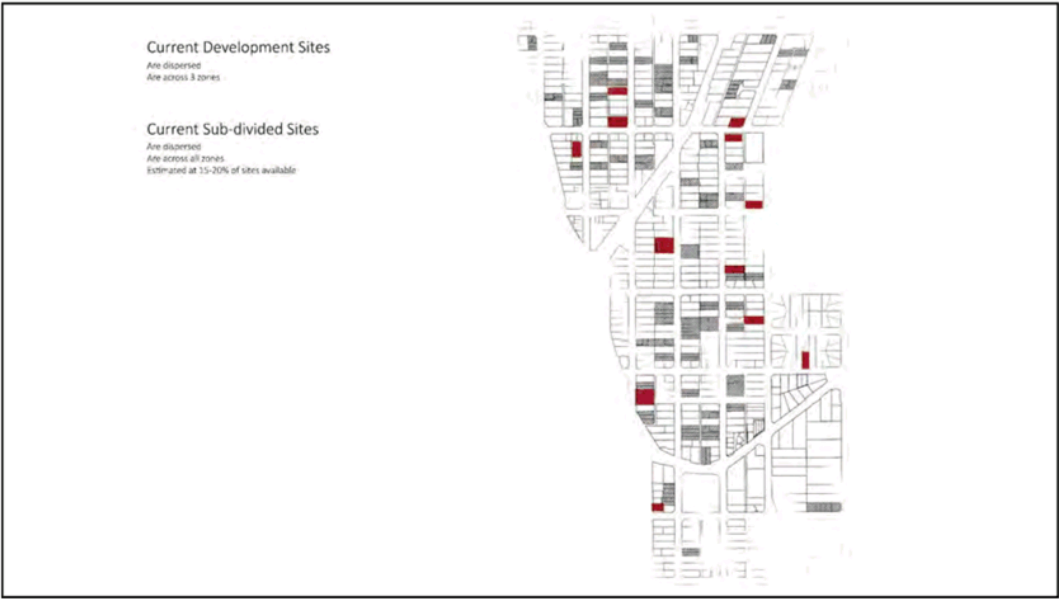 Current Development Sites
Are dispersed
Are across 3 zones
Current Sub-divided Sites
Are dispersed
Are across all zones
Estimated at 15-20% of sites available